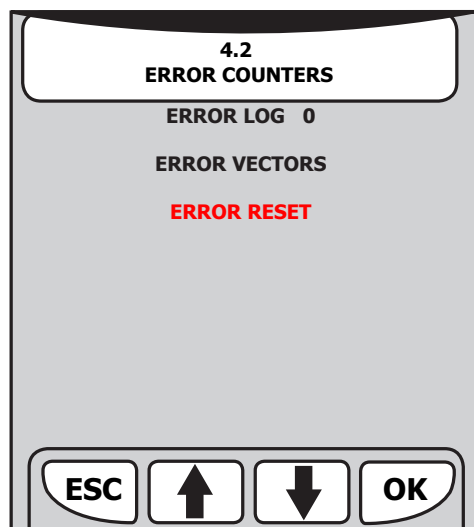 4.2
ERROR COUNTERS
ERROR LOG 0
ERROR VECTORS
ERROR RESET
ESC OK